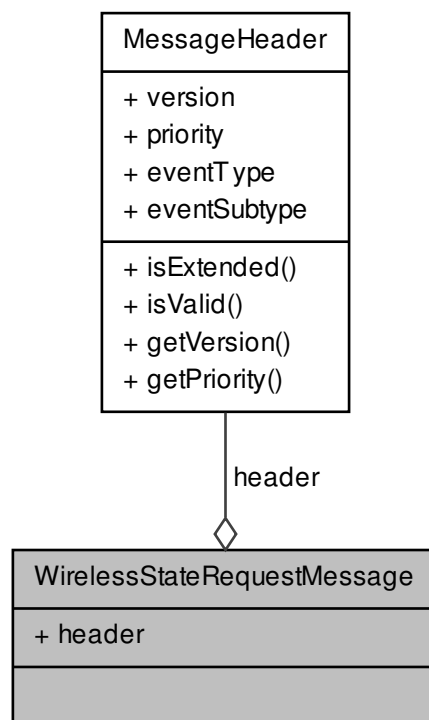 MessageHeader
+ version
+ priority
+ eventType
+ eventSubtype
+ isExtended()
+ isValid()
+ getVersion()
+ getPriority()
header
WirelessStateRequestMessage
+ header